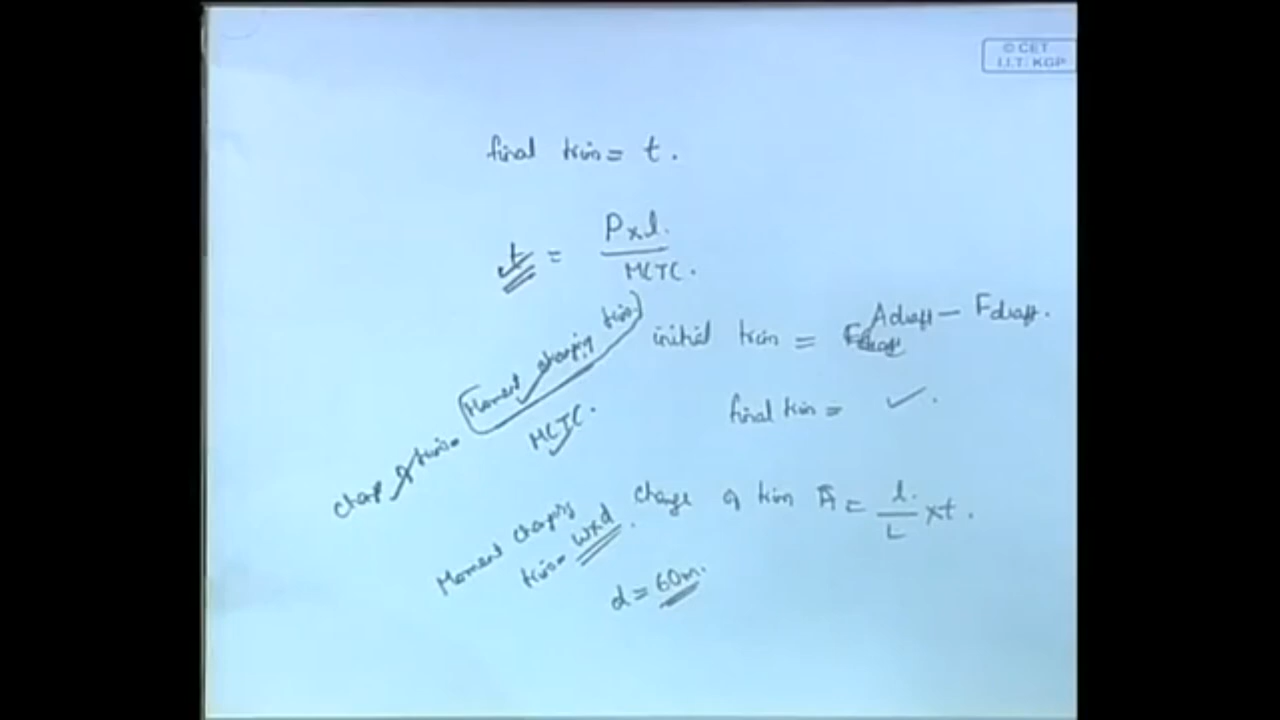 © CET
I.I.T. KGP
final trim = t.
t = P x l.
MCTC.
initial trim = Fdraft Adraft - Fdraft.
final trim = ✓.
change of trim = Moment changing trim
MCTC.
change of trim A = l.
L x t.
Moment changing
trim = w x d.
d = 60m.